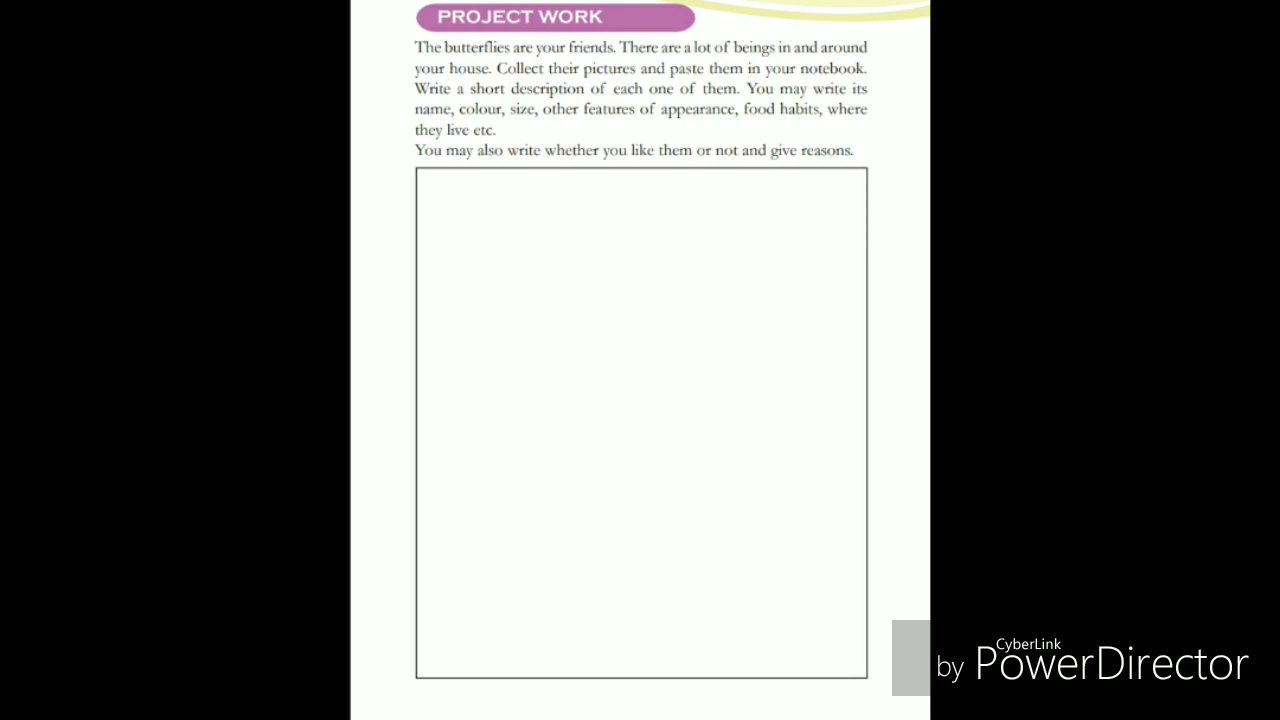 PROJECT WORK
The butterflies are your friends. There are a lot of beings in and around
your house. Collect their pictures and paste them in your notebook.
Write a short description of each one of them. You may write its
name, colour, size, other features of appearance, food habits, where
they live etc.
You may also write whether you like them or not and give reasons.
CyberLink
by PowerDirector